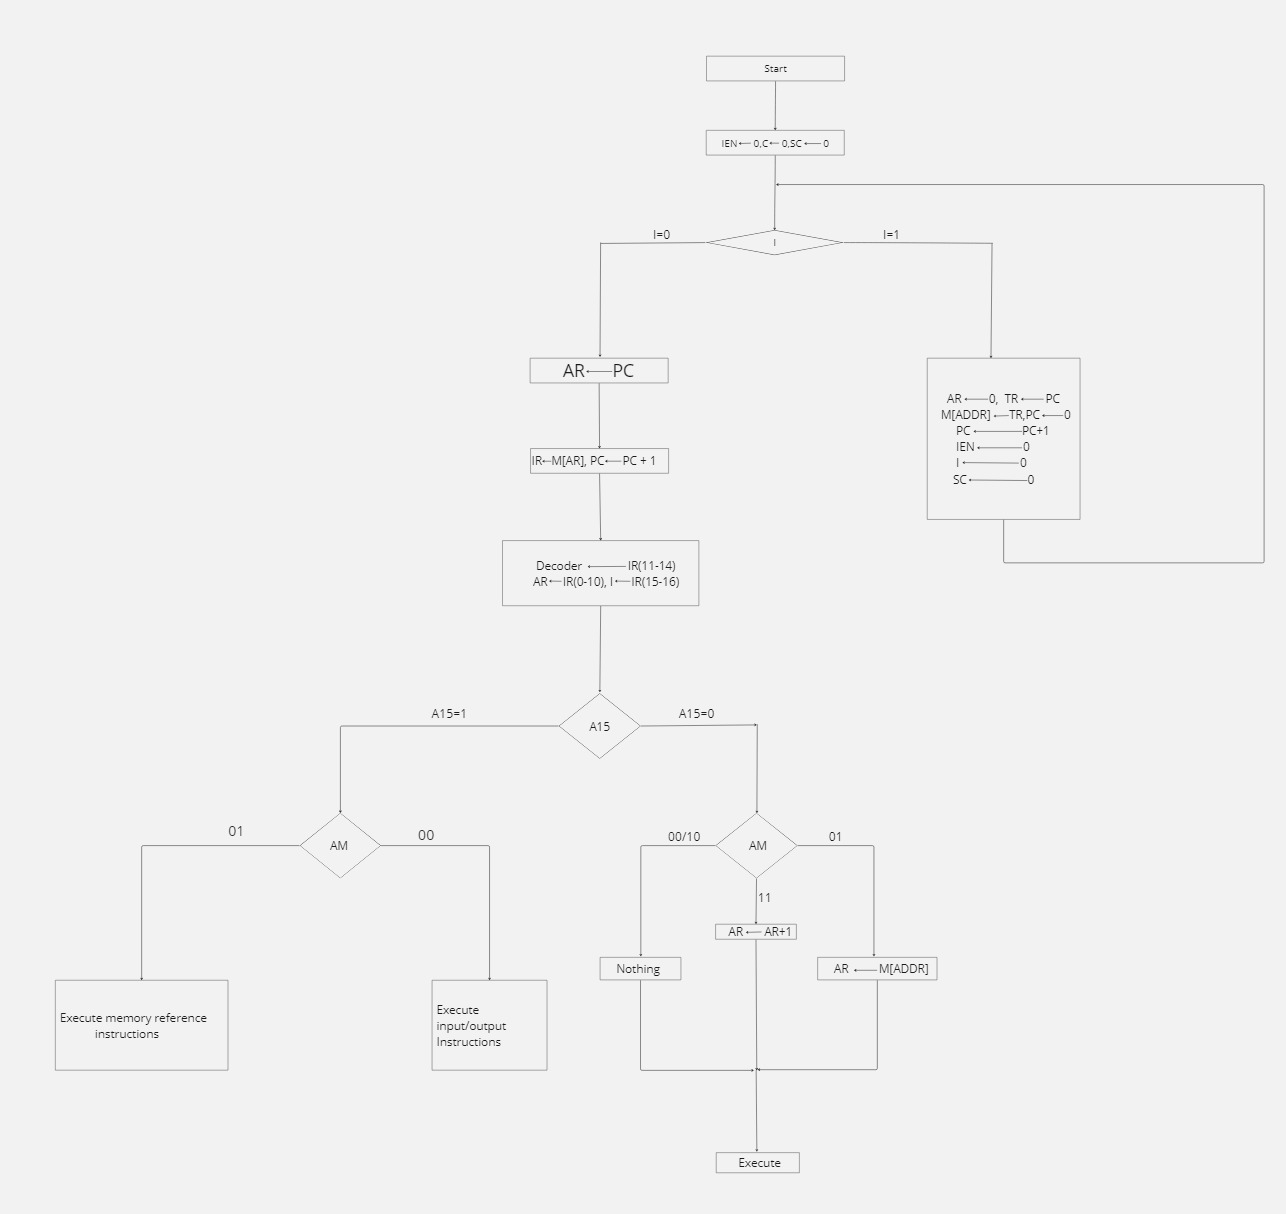 Start
IEN← 0,C← 0,SC← 0
I=0
I
I=1
AR←PC
AR←0, TR←PC
M[ADDR]←TR,PC←0
PC←PC+1
IEN←0
I←0
SC←0
IR←M[AR], PC←PC + 1
Decoder ← IR(11-14)
AR←IR(0-10), I←IR(15-16)
A15=1
A15
A15=0
01
AM
00
00/10
AM
01
11
AR ← AR+1
Nothing
AR ← M[ADDR]
Execute memory reference
instructions
Execute
input/output
Instructions
Execute